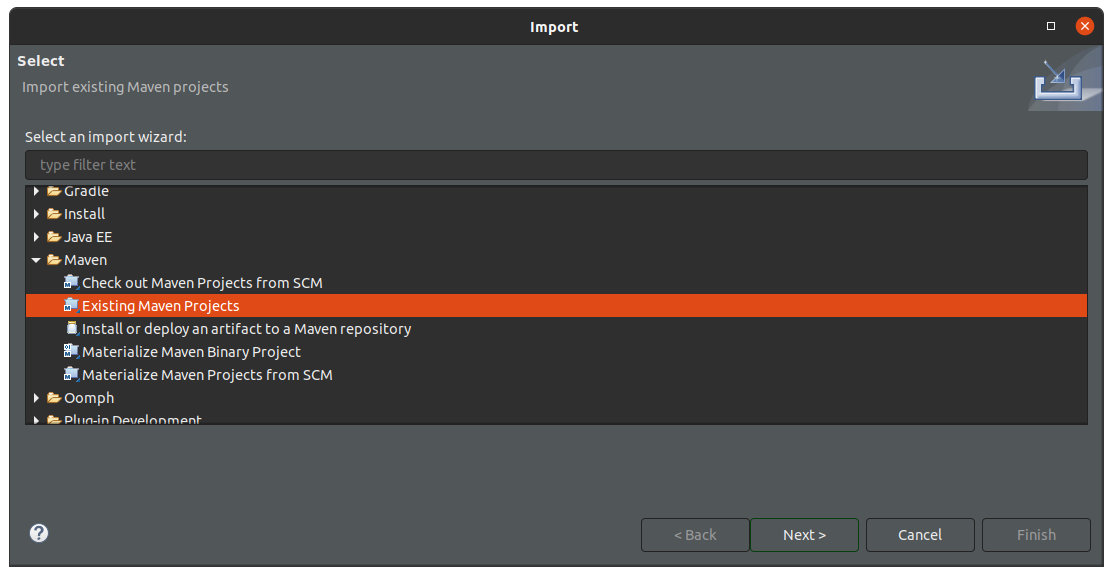 Import
Select
Import existing Maven projects
Select an import wizard:
type filter text
Gradle
Install
Java EE
Maven
Check out Maven Projects from SCM
Existing Maven Projects
Install or deploy an artifact to a Maven repository
Materialize Maven Binary Project
Materialize Maven Projects from SCM
Oomph
Plug-in Development
< Back Next > Cancel Finish